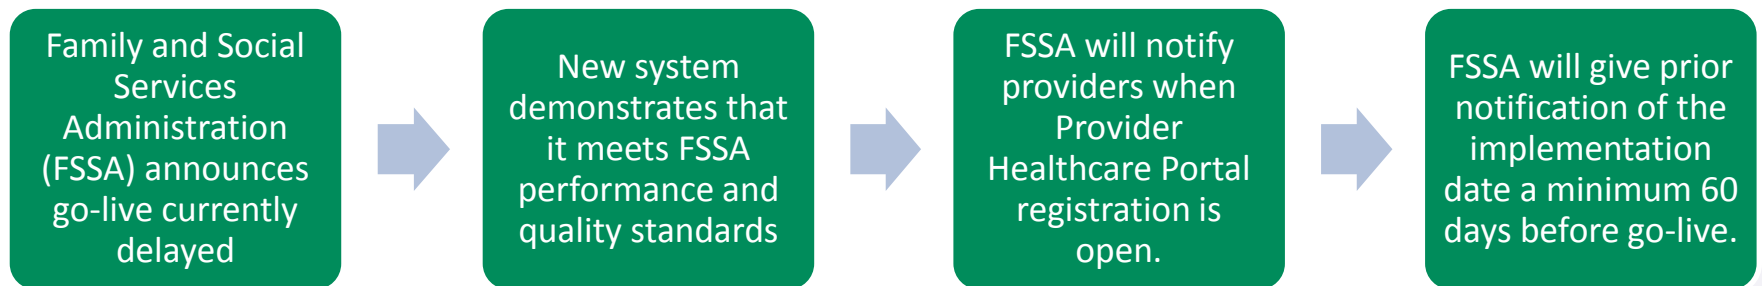 Family and Social
Services
Administration
(FSSA) announces
go-live currently
delayed
New system
demonstrates that
it meets FSSA
performance and
quality standards
FSSA will notify
providers when
Provider
Healthcare Portal
registration is
open.
FSSA will give prior
notification of the
implementation
date a minimum 60
days before go-live.